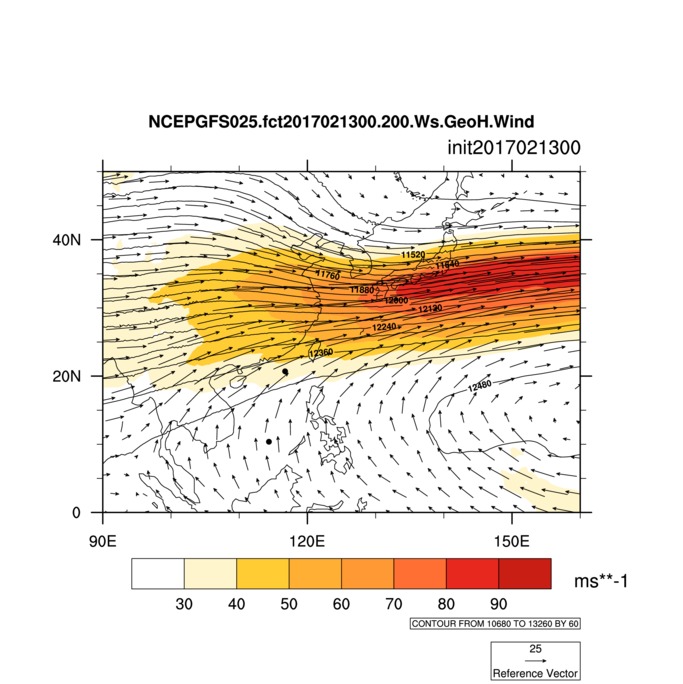 NCEPGFS025.fct2017021300.200.Ws.GeoH.Wind
init2017021300
40N
20N
0
11520
11640
11760
11880
12000
12120
12240
12360
12480
90E 120E 150E
30 40 50 60 70 80 90
ms**-1
CONTOUR FROM 10680 TO 13260 BY 60
25
Reference Vector